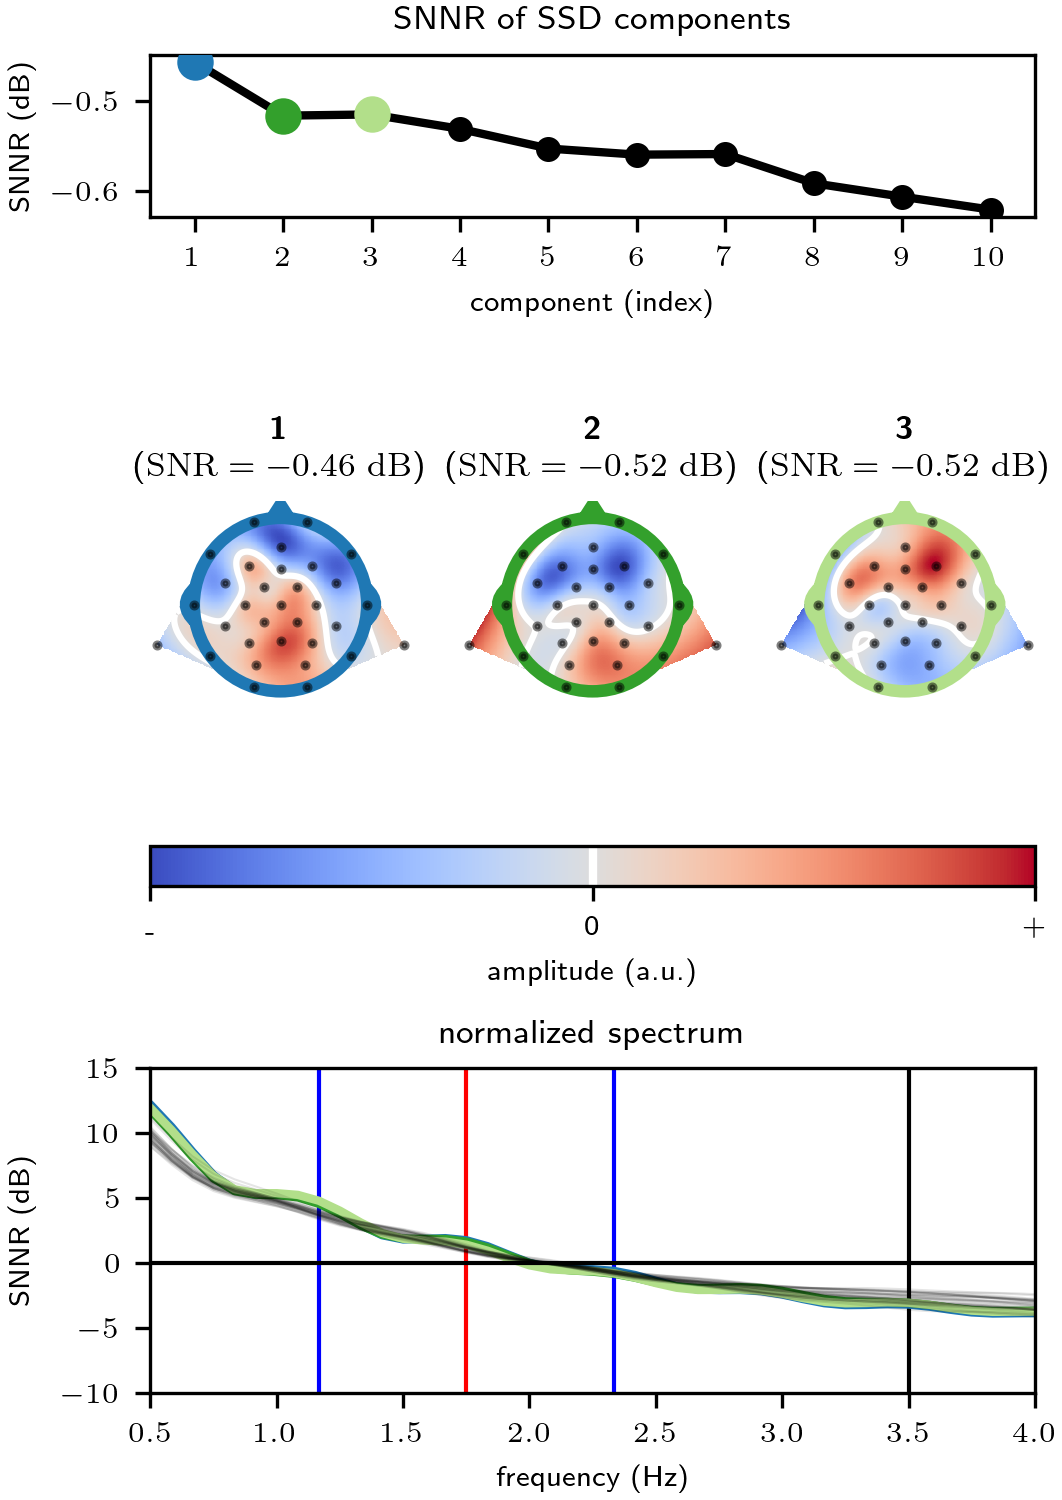 SNNR of SSD components
SNNR (dB)
−0.5
−0.6
1 2 3 4 5 6 7 8 9 10
component (index)
1 2 3
(SNR = −0.46 dB) (SNR = −0.52 dB) (SNR = −0.52 dB)
- 0 +
amplitude (a.u.)
normalized spectrum
SNNR (dB)
15
10
5
0
−5
−10
0.5 1.0 1.5 2.0 2.5 3.0 3.5 4.0
frequency (Hz)